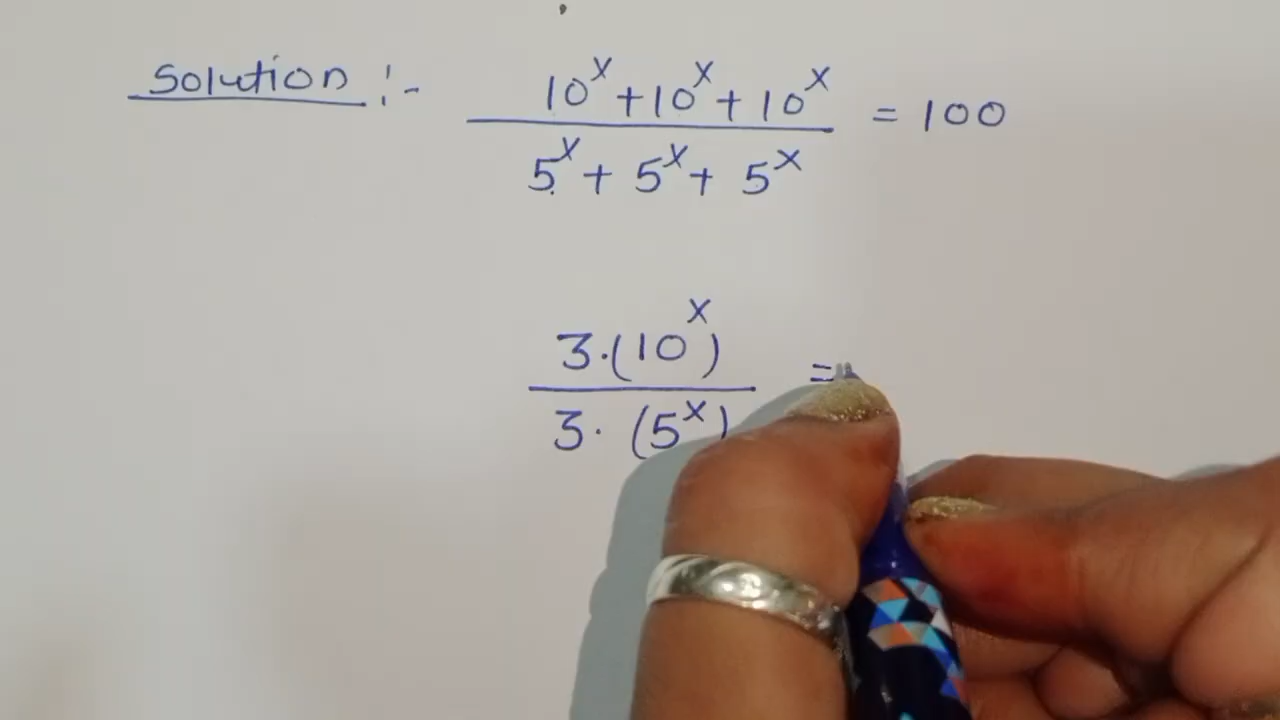 Solution :- 10^x + 10^x + 10^x / 5^x + 5^x + 5^x = 100
3·(10^x) / 3·(5^x) =